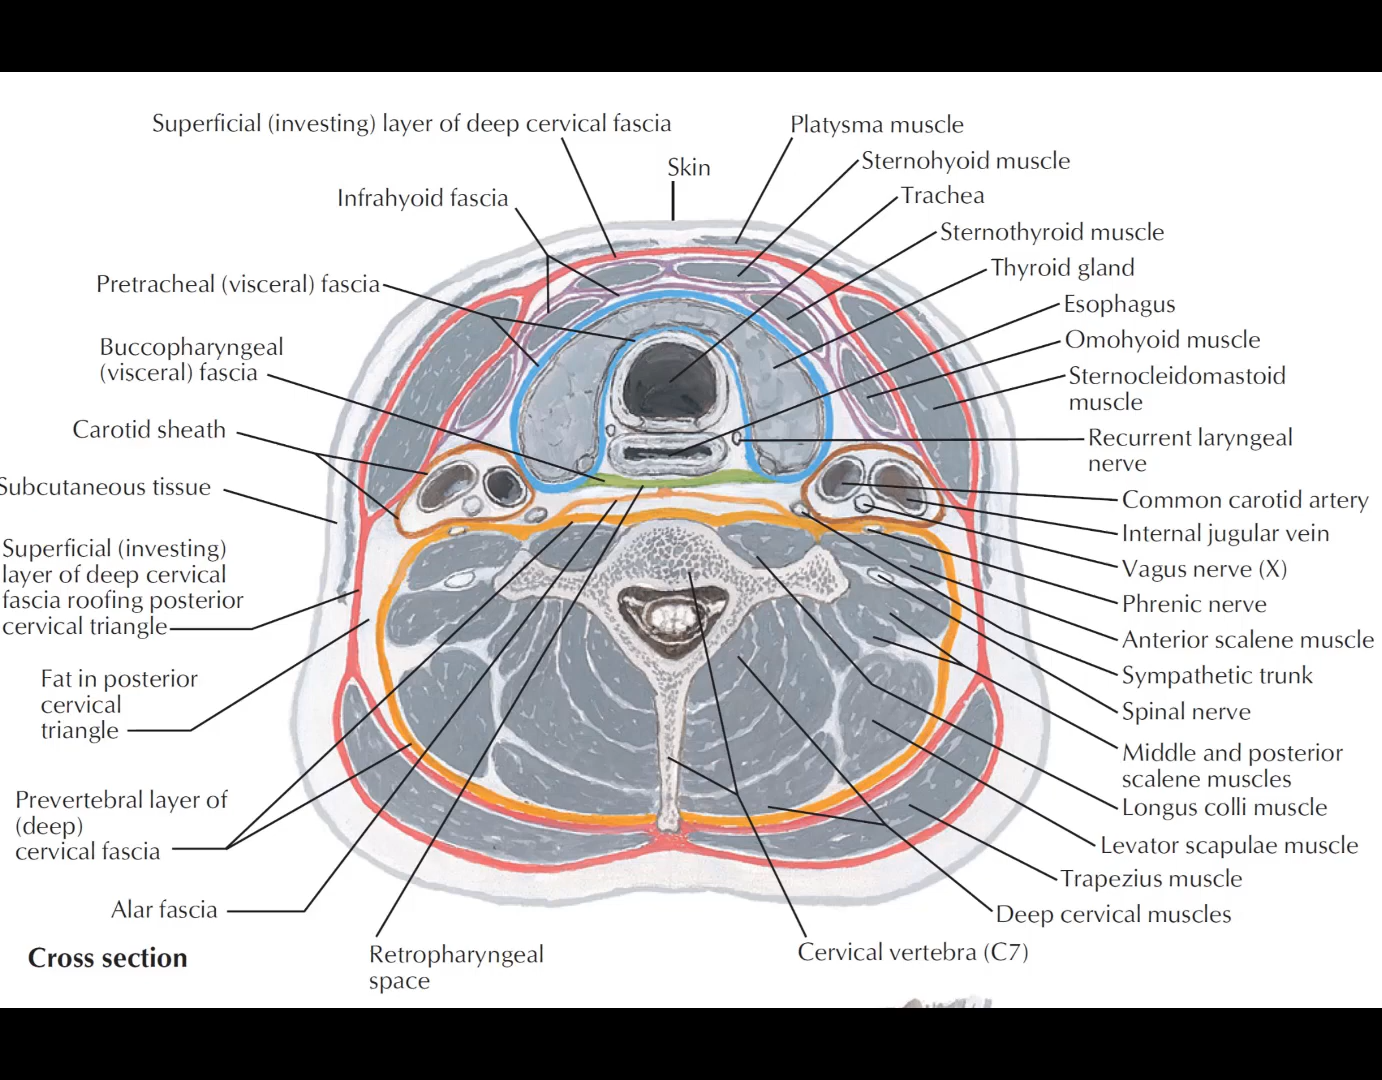 Superficial (investing) layer of deep cervical fascia
Skin
Infrahyoid fascia
Pretracheal (visceral) fascia
Buccopharyngeal
(visceral) fascia
Carotid sheath
Subcutaneous tissue
Superficial (investing)
layer of deep cervical
fascia roofing posterior
cervical triangle
Fat in posterior
cervical
triangle
Prevertebral layer of
(deep)
cervical fascia
Alar fascia
Cross section
Retropharyngeal
space
Platysma muscle
Sternohyoid muscle
Trachea
Sternothyroid muscle
Thyroid gland
Esophagus
Omohyoid muscle
Sternocleidomastoid
muscle
Recurrent laryngeal
nerve
Common carotid artery
Internal jugular vein
Vagus nerve (X)
Phrenic nerve
Anterior scalene muscle
Sympathetic trunk
Spinal nerve
Middle and posterior
scalene muscles
Longus colli muscle
Levator scapulae muscle
Trapezius muscle
Deep cervical muscles
Cervical vertebra (C7)